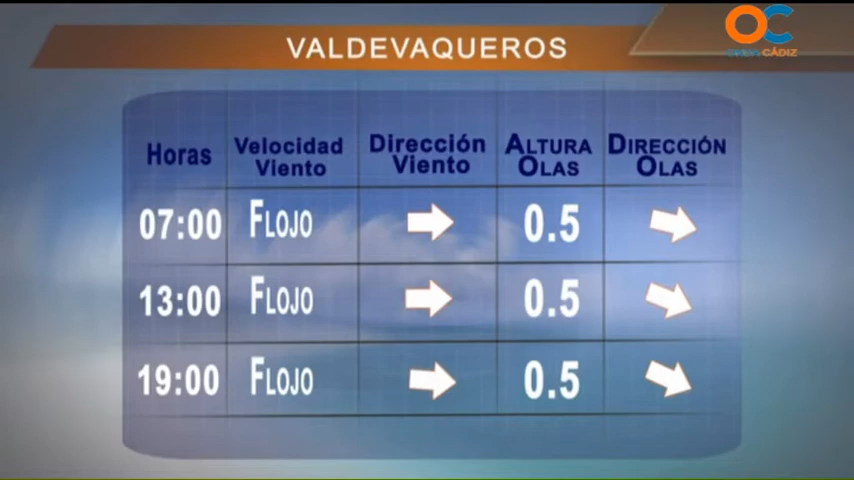 OC
CÁDIZ
VALDEVAQUEROS
Horas Velocidad Viento Dirección Viento ALTURA OLAS DIRECCIÓN OLAS
07:00 FLOJO 0.5
13:00 FLOJO 0.5
19:00 FLOJO 0.5